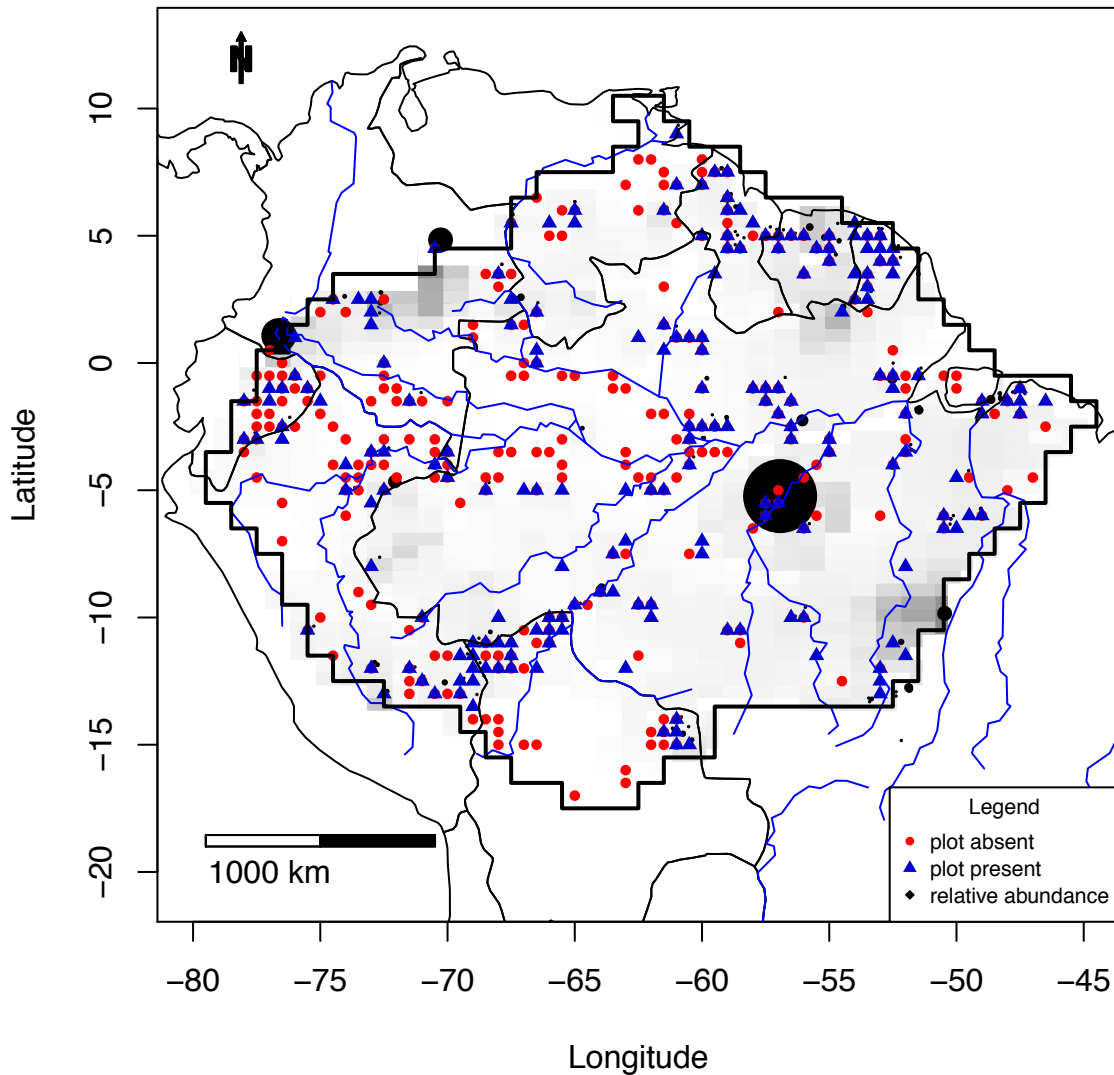 N
Latitude
10
5
0
−5
−10
−15
−20
1000 km
Legend
plot absent
plot present
relative abundance
−80 −75 −70 −65 −60 −55 −50 −45
Longitude